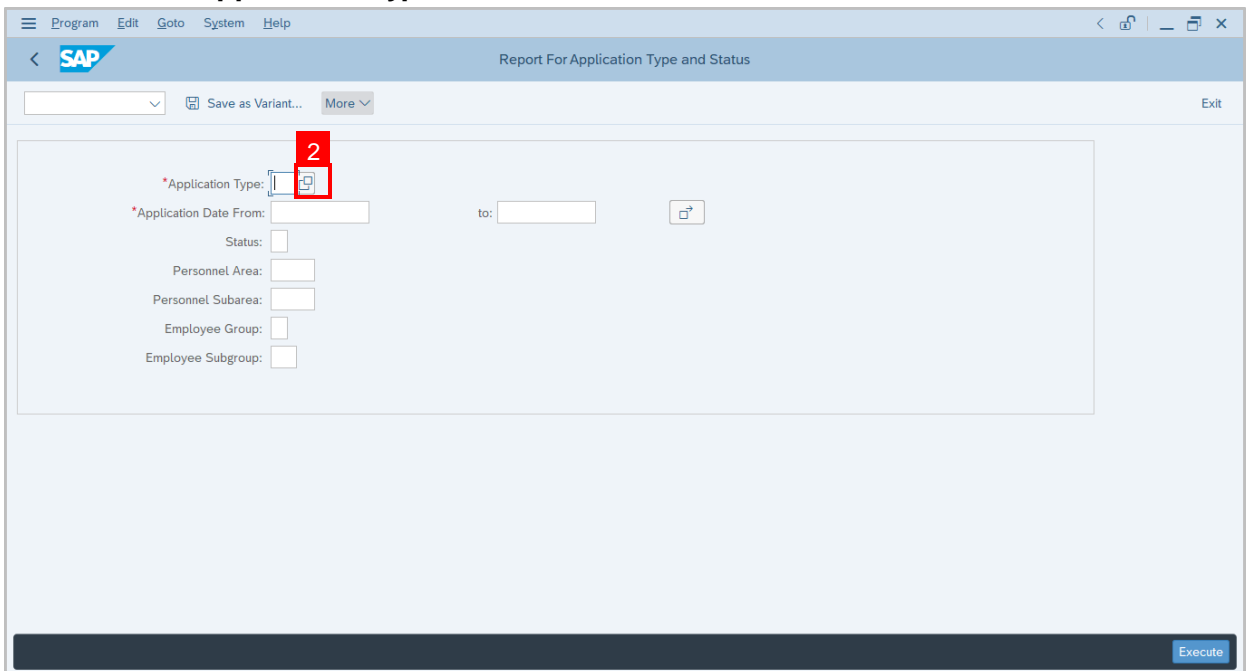 Program Edit Goto System Help
SAP Report For Application Type and Status
Save as Variant... More Exit
2
*Application Type:
*Application Date From: to:
Status:
Personnel Area:
Personnel Subarea:
Employee Group:
Employee Subgroup:
Execute